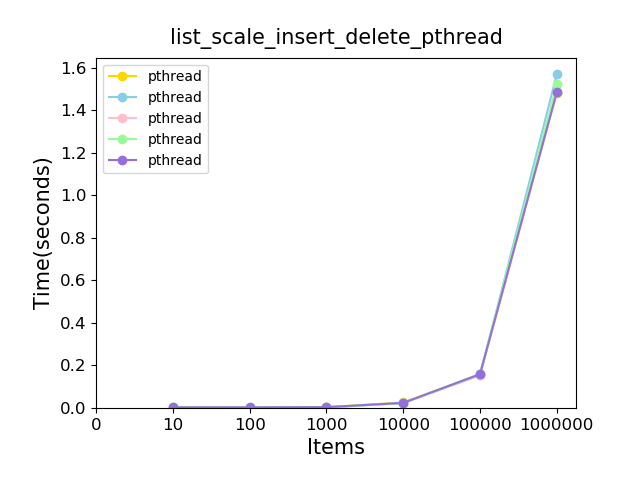 list_scale_insert_delete_pthread
pthread
pthread
pthread
pthread
pthread
Time(seconds)
1.6
1.4
1.2
1.0
0.8
0.6
0.4
0.2
0.0
0 10 100 1000 10000 100000 1000000
Items